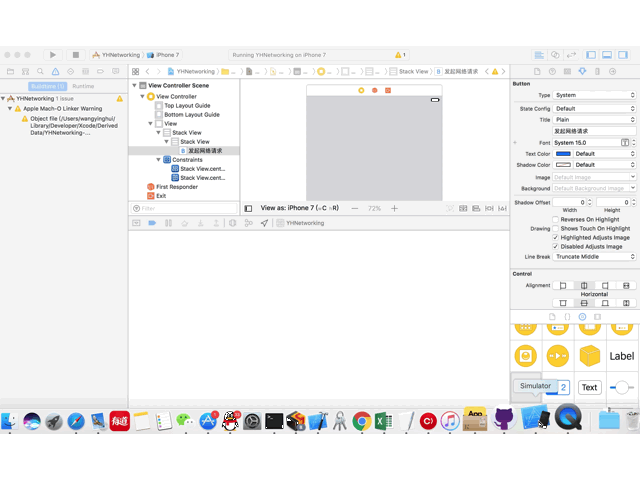 YHNetworking
iPhone 7
Running YHNetworking on iPhone 7
1
YHNetworking
Stack View
B
发起网络请求
Buildtime (1)
Runtime
YHNetworking 1 issue
Apple Mach-O Linker Warning
Object file (/Users/wangyinghui/
Library/Developer/Xcode/Derived
Data/YHNetworking-...
View Controller Scene
View Controller
Top Layout Guide
Bottom Layout Guide
View
Stack View
Stack View
B
发起网络请求
Constraints
Stack View.cent...
Stack View.cent...
First Responder
Exit
Filter
View as: iPhone 7 (wC hR)
72%
YHNetworking
Button
Type
System
State Config
Default
Title
Plain
发起网络请求
Font
System 15.0
Text Color
Default
Shadow Color
Default
Image
Default Image
Background
Default Background Image
Shadow Offset
0
0
Width
Height
Reverses On Highlight
Drawing
Shows Touch On Highlight
Highlighted Adjusts Image
Disabled Adjusts Image
Line Break
Truncate Middle
Control
Alignment
Horizontal
Label
Simulator
2
Text
有道
App